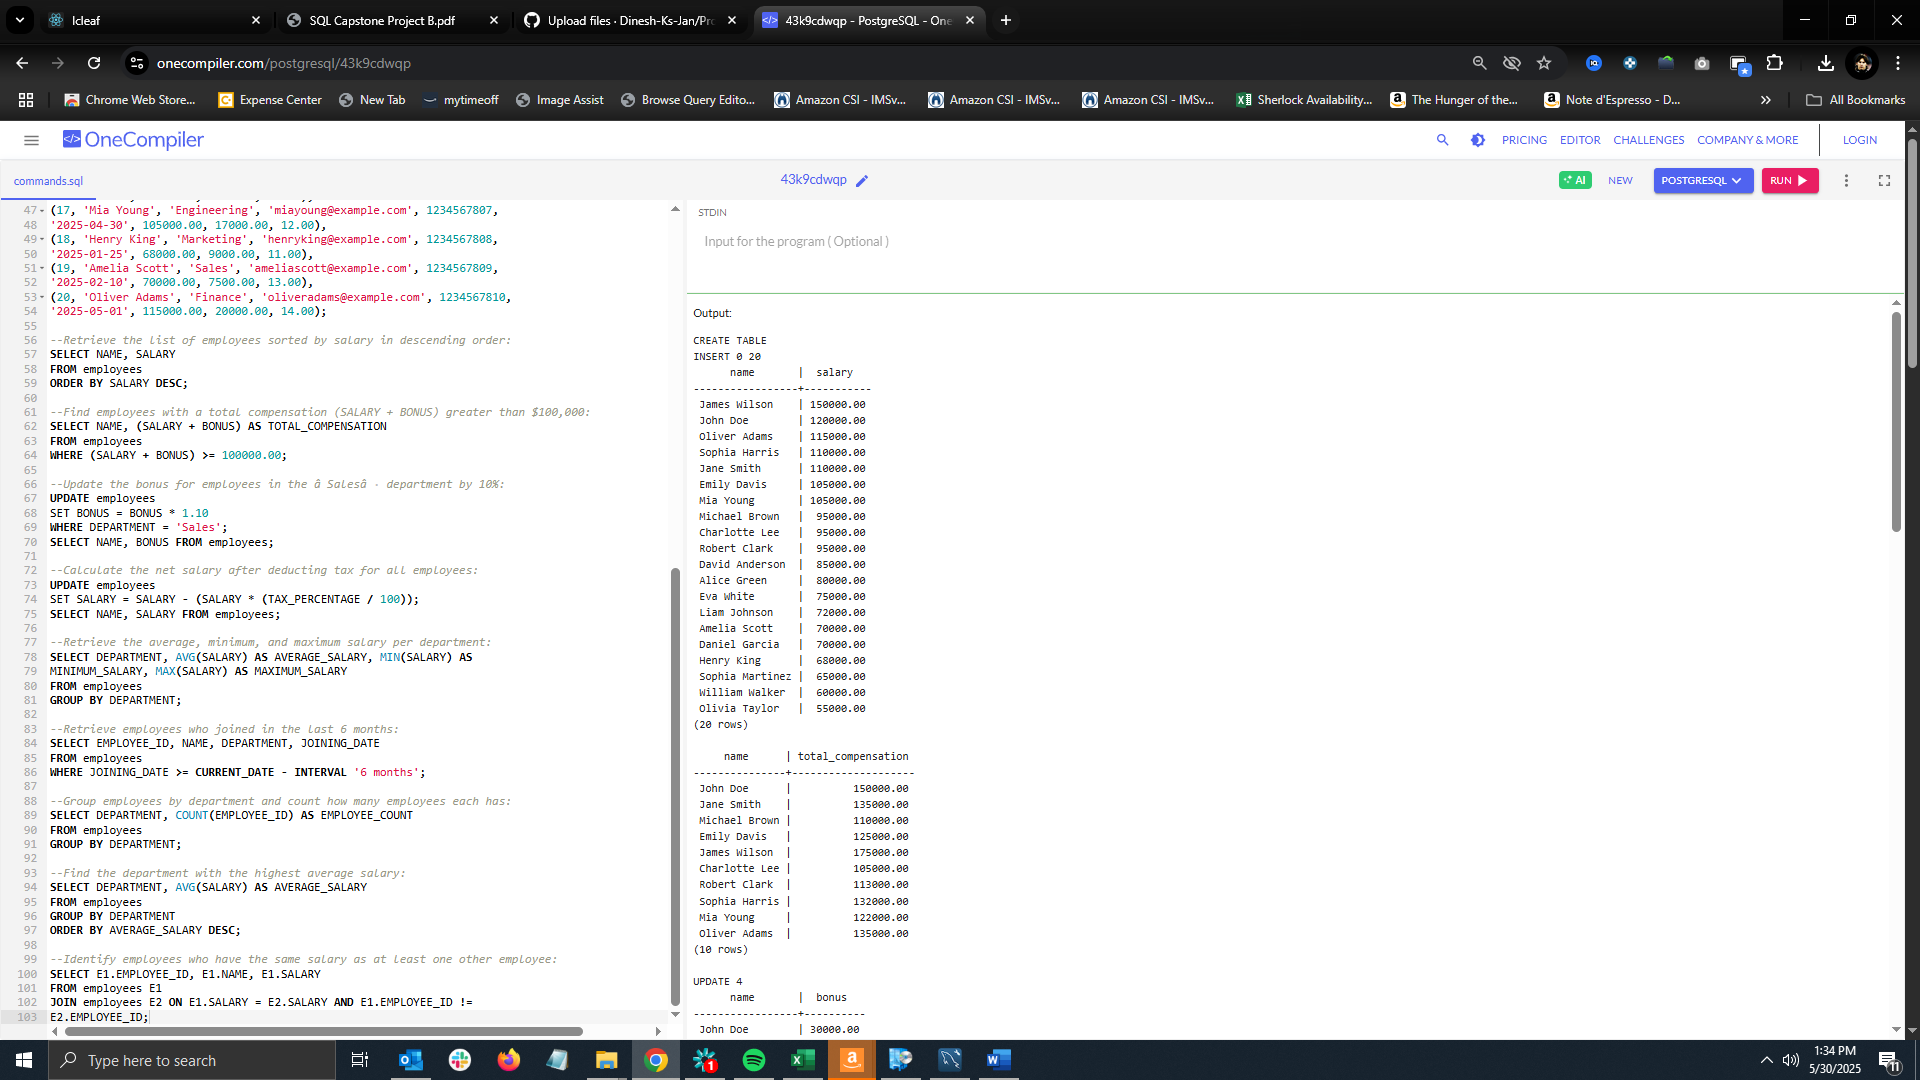 lcleaf
SQL Capstone Project B.pdf
Upload files · Dinesh-Ks-Jan/Pr
43k9cdwqp - PostgreSQL - One
onecompiler.com/postgresql/43k9cdwqp
Chrome Web Store...
Expense Center
New Tab
mytimeoff
Image Assist
Browse Query Edito...
Amazon CSI - IMSv...
Amazon CSI - IMSv...
Amazon CSI - IMSv...
Sherlock Availability...
The Hunger of the...
Note d'Espresso - D...
All Bookmarks
OneCompiler
PRICING
EDITOR
CHALLENGES
COMPANY & MORE
LOGIN
commands.sql
43k9cdwqp
AI
NEW
POSTGRESQL
RUN
47 (17, 'Mia Young', 'Engineering', 'miayoung@example.com', 1234567807,
48 '2025-04-30', 105000.00, 17000.00, 12.00),
49 (18, 'Henry King', 'Marketing', 'henryking@example.com', 1234567808,
50 '2025-01-25', 68000.00, 9000.00, 11.00),
51 (19, 'Amelia Scott', 'Sales', 'ameliascott@example.com', 1234567809,
52 '2025-02-10', 70000.00, 7500.00, 13.00),
53 (20, 'Oliver Adams', 'Finance', 'oliveradams@example.com', 1234567810,
54 '2025-05-01', 115000.00, 20000.00, 14.00);
55
56 --Retrieve the list of employees sorted by salary in descending order:
57 SELECT NAME, SALARY
58 FROM employees
59 ORDER BY SALARY DESC;
60
61 --Find employees with a total compensation (SALARY + BONUS) greater than $100,000:
62 SELECT NAME, (SALARY + BONUS) AS TOTAL_COMPENSATION
63 FROM employees
64 WHERE (SALARY + BONUS) >= 100000.00;
65
66 --Update the bonus for employees in the â Salesâ · department by 10%:
67 UPDATE employees
68 SET BONUS = BONUS * 1.10
69 WHERE DEPARTMENT = 'Sales';
70 SELECT NAME, BONUS FROM employees;
71
72 --Calculate the net salary after deducting tax for all employees:
73 UPDATE employees
74 SET SALARY = SALARY - (SALARY * (TAX_PERCENTAGE / 100));
75 SELECT NAME, SALARY FROM employees;
76
77 --Retrieve the average, minimum, and maximum salary per department:
78 SELECT DEPARTMENT, AVG(SALARY) AS AVERAGE_SALARY, MIN(SALARY) AS
79 MINIMUM_SALARY, MAX(SALARY) AS MAXIMUM_SALARY
80 FROM employees
81 GROUP BY DEPARTMENT;
82
83 --Retrieve employees who joined in the last 6 months:
84 SELECT EMPLOYEE_ID, NAME, DEPARTMENT, JOINING_DATE
85 FROM employees
86 WHERE JOINING_DATE >= CURRENT_DATE - INTERVAL '6 months';
87
88 --Group employees by department and count how many employees each has:
89 SELECT DEPARTMENT, COUNT(EMPLOYEE_ID) AS EMPLOYEE_COUNT
90 FROM employees
91 GROUP BY DEPARTMENT;
92
93 --Find the department with the highest average salary:
94 SELECT DEPARTMENT, AVG(SALARY) AS AVERAGE_SALARY
95 FROM employees
96 GROUP BY DEPARTMENT
97 ORDER BY AVERAGE_SALARY DESC;
98
99 --Identify employees who have the same salary as at least one other employee:
100 SELECT E1.EMPLOYEE_ID, E1.NAME, E1.SALARY
101 FROM employees E1
102 JOIN employees E2 ON E1.SALARY = E2.SALARY AND E1.EMPLOYEE_ID !=
103 E2.EMPLOYEE_ID;
STDIN
Input for the program ( Optional )
Output:
CREATE TABLE
INSERT 0 20
name | salary
-----------------+-----------
James Wilson | 150000.00
John Doe | 120000.00
Oliver Adams | 115000.00
Sophia Harris | 110000.00
Jane Smith | 110000.00
Emily Davis | 105000.00
Mia Young | 105000.00
Michael Brown | 95000.00
Charlotte Lee | 95000.00
Robert Clark | 95000.00
David Anderson | 85000.00
Alice Green | 80000.00
Eva White | 75000.00
Liam Johnson | 72000.00
Amelia Scott | 70000.00
Daniel Garcia | 70000.00
Henry King | 68000.00
Sophia Martinez | 65000.00
William Walker | 60000.00
Olivia Taylor | 55000.00
(20 rows)
name | total_compensation
---------------+--------------------
John Doe | 150000.00
Jane Smith | 135000.00
Michael Brown | 110000.00
Emily Davis | 125000.00
James Wilson | 175000.00
Charlotte Lee | 105000.00
Robert Clark | 113000.00
Sophia Harris | 132000.00
Mia Young | 122000.00
Oliver Adams | 135000.00
(10 rows)
UPDATE 4
name | bonus
-----------------+----------
John Doe | 30000.00
Type here to search
1:34 PM
5/30/2025
11